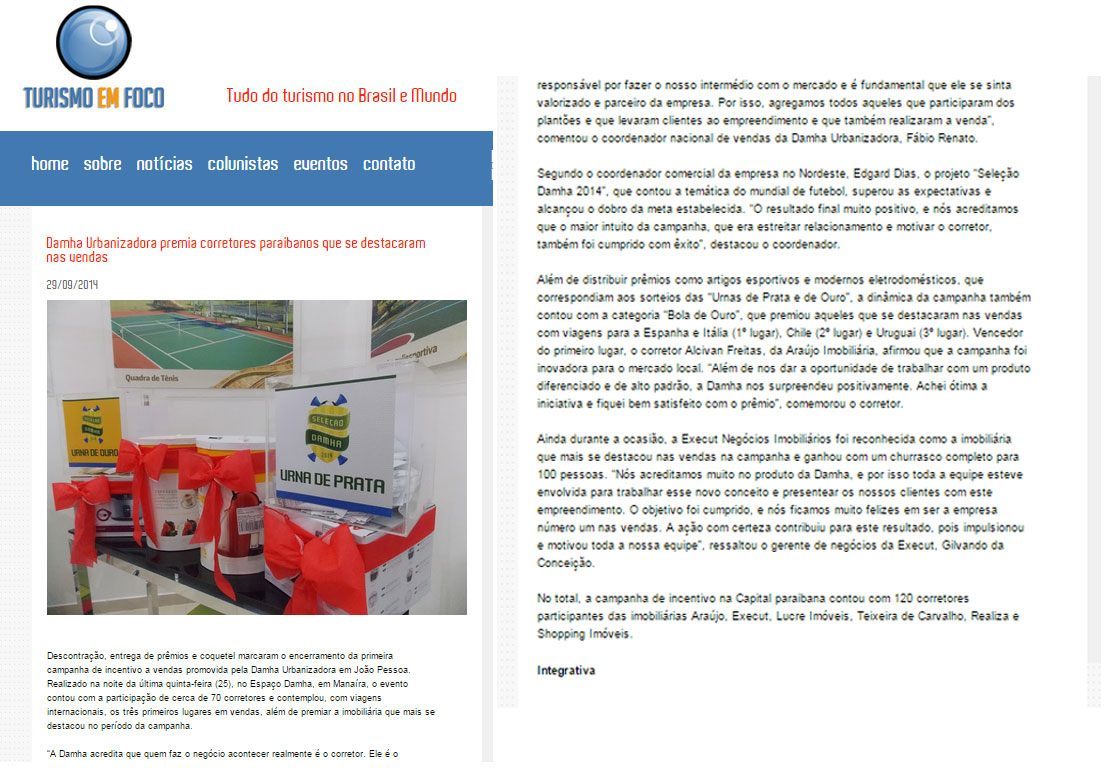 TURISMO EM FOCO
Tudo do turismo no Brasil e Mundo
home sobre notícias colunistas eventos contato
Damha Urbanizadora premia corretores paraibanos que se destacaram
nas vendas
29/09/2014
Quadra de Tênis
esportiva
URNA DE OURO
SELEÇÃO
DAMHA
2014
URNA DE PRATA
Descontração, entrega de prêmios e coquetel marcaram o encerramento da primeira
campanha de incentivo a vendas promovida pela Damha Urbanizadora em João Pessoa.
Realizado na noite da última quinta-feira (25), no Espaço Damha, em Manaíra, o evento
contou com a participação de cerca de 70 corretores e contemplou, com viagens
internacionais, os três primeiros lugares em vendas, além de premiar a imobiliária que mais se
destacou no período da campanha.
"A Damha acredita que quem faz o negócio acontecer realmente é o corretor. Ele é o
responsável por fazer o nosso intermédio com o mercado e é fundamental que ele se sinta
valorizado e parceiro da empresa. Por isso, agregamos todos aqueles que participaram dos
plantões e que levaram clientes ao empreendimento e que também realizaram a venda",
comentou o coordenador nacional de vendas da Damha Urbanizadora, Fábio Renato.
Segundo o coordenador comercial da empresa no Nordeste, Edgard Dias, o projeto "Seleção
Damha 2014", que contou a temática do mundial de futebol, superou as expectativas e
alcançou o dobro da meta estabelecida. "O resultado final muito positivo, e nós acreditamos
que o maior intuito da campanha, que era estreitar relacionamento e motivar o corretor,
também foi cumprido com êxito", destacou o coordenador.
Além de distribuir prêmios como artigos esportivos e modernos eletrodomésticos, que
correspondiam aos sorteios das "Urnas de Prata e de Ouro", a dinâmica da campanha também
contou com a categoria "Bola de Ouro", que premiou aqueles que se destacaram nas vendas
com viagens para a Espanha e Itália (1º lugar), Chile (2º lugar) e Uruguai (3º lugar). Vencedor
do primeiro lugar, o corretor Alcivan Freitas, da Araújo Imobiliária, afirmou que a campanha foi
inovadora para o mercado local. "Além de nos dar a oportunidade de trabalhar com um produto
diferenciado e de alto padrão, a Damha nos surpreendeu positivamente. Achei ótima a
iniciativa e fiquei bem satisfeito com o prêmio", comemorou o corretor.
Ainda durante a ocasião, a Execut Negócios Imobiliários foi reconhecida como a imobiliária
que mais se destacou nas vendas na campanha e ganhou com um churrasco completo para
100 pessoas. "Nós acreditamos muito no produto da Damha, e por isso toda a equipe esteve
envolvida para trabalhar esse novo conceito e presentear os nossos clientes com este
empreendimento. O objetivo foi cumprido, e nós ficamos muito felizes em ser a empresa
número um nas vendas. A ação com certeza contribuiu para este resultado, pois impulsionou
e motivou toda a nossa equipe", ressaltou o gerente de negócios da Execut, Gilvando da
Conceição.
No total, a campanha de incentivo na Capital paraibana contou com 120 corretores
participantes das imobiliárias Araújo, Execut, Lucre Imóveis, Teixeira de Carvalho, Realiza e
Shopping Imóveis.
Integrativa